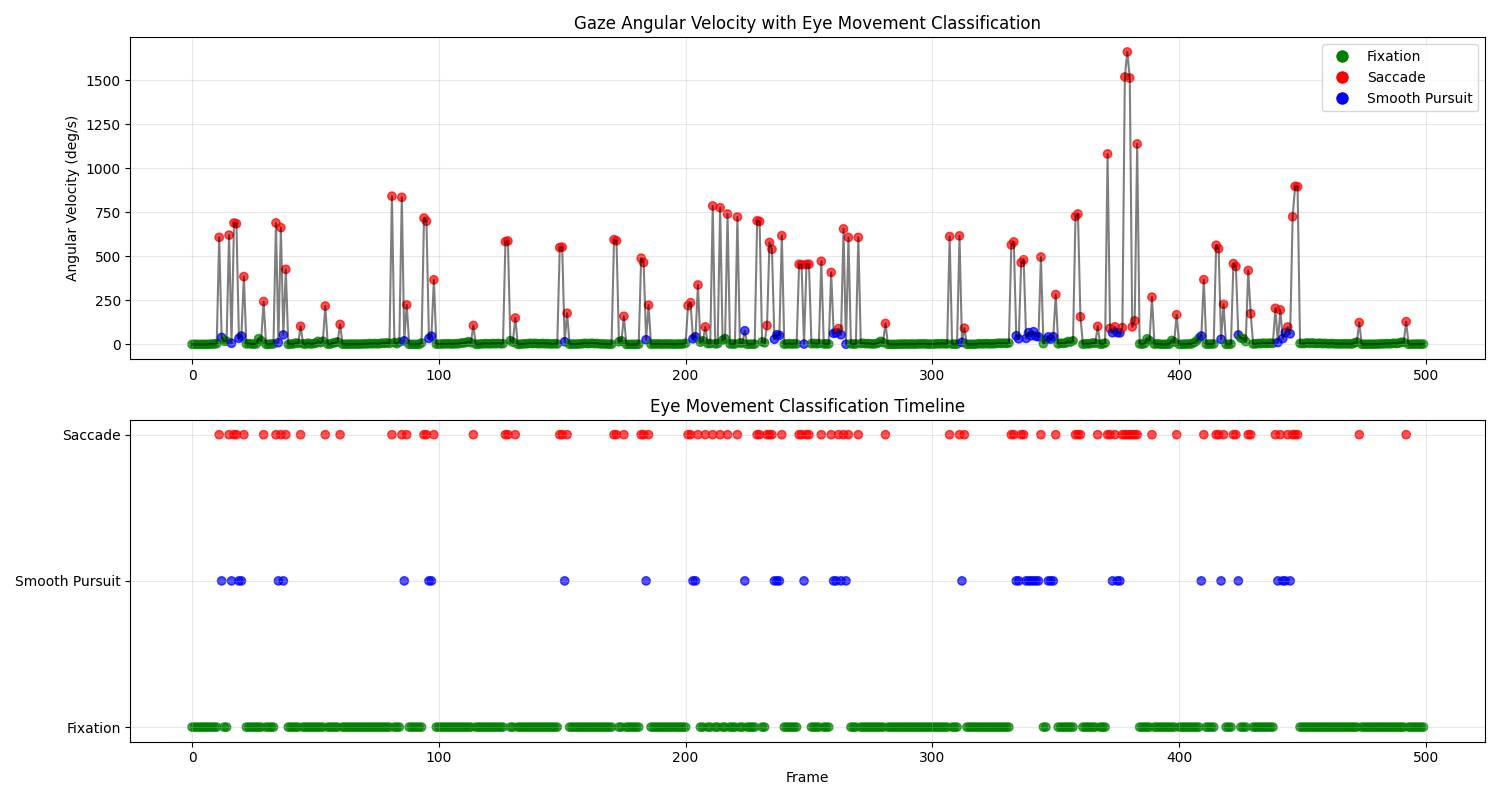 Gaze Angular Velocity with Eye Movement Classification
Angular Velocity (deg/s)
1500
1250
1000
750
500
250
0
Fixation
Saccade
Smooth Pursuit
0 100 200 300 400 500
Eye Movement Classification Timeline
Saccade
Smooth Pursuit
Fixation
0 100 200 300 400 500
Frame